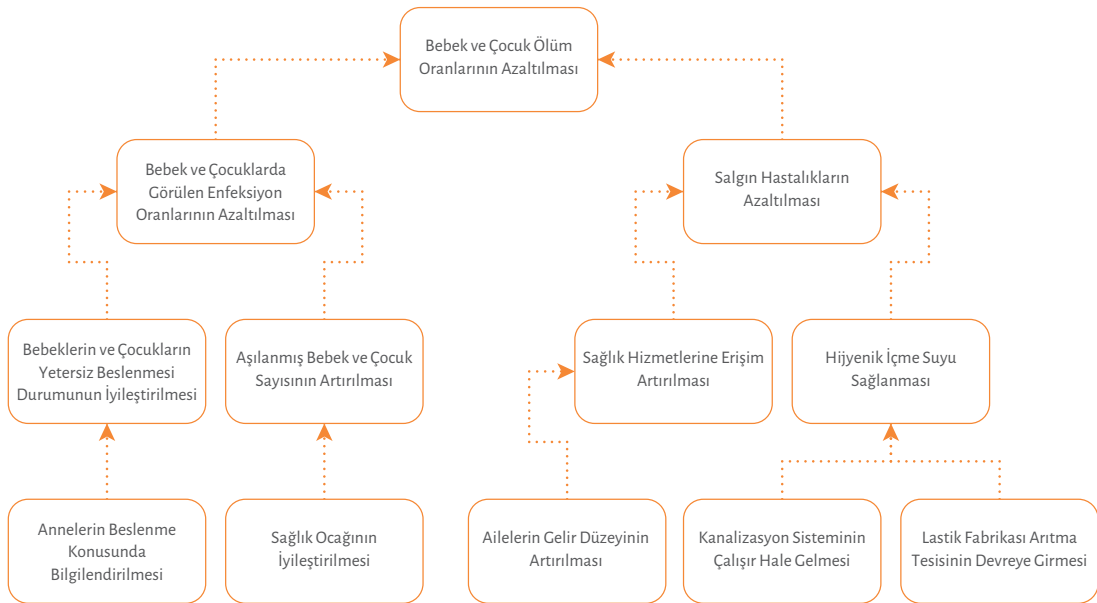 Bebek ve Çocuk Ölüm
Oranlarının Azaltılması
Bebek ve Çocuklarda
Görülen Enfeksiyon
Oranlarının Azaltılması
Salgın Hastalıkların
Azaltılması
Bebeklerin ve Çocukların
Yetersiz Beslenmesi
Durumunun İyileştirilmesi
Aşılanmış Bebek ve Çocuk
Sayısının Artırılması
Sağlık Hizmetlerine Erişim
Artırılması
Hijyenik İçme Suyu
Sağlanması
Annelerin Beslenme
Konusunda
Bilgilendirilmesi
Sağlık Ocağının
İyileştirilmesi
Ailelerin Gelir Düzeyinin
Artırılması
Kanalizasyon Sisteminin
Çalışır Hale Gelmesi
Lastik Fabrikası Arıtma
Tesisinin Devreye Girmesi